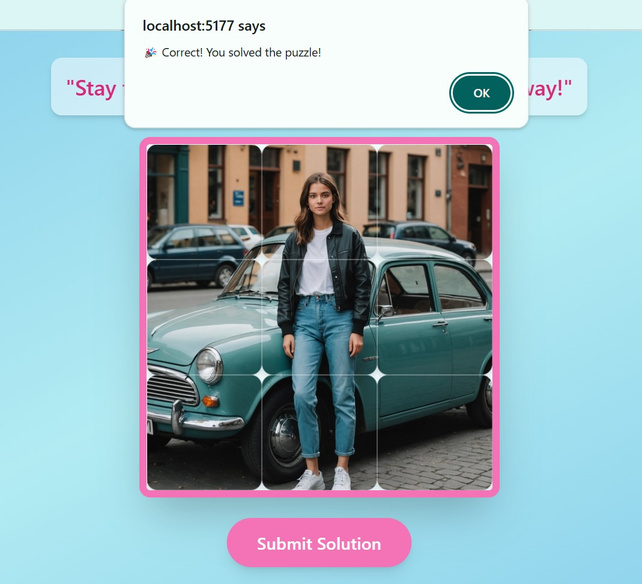 localhost:5177 says
🎉 Correct! You solved the puzzle!
OK
"Stay way!"
Submit Solution